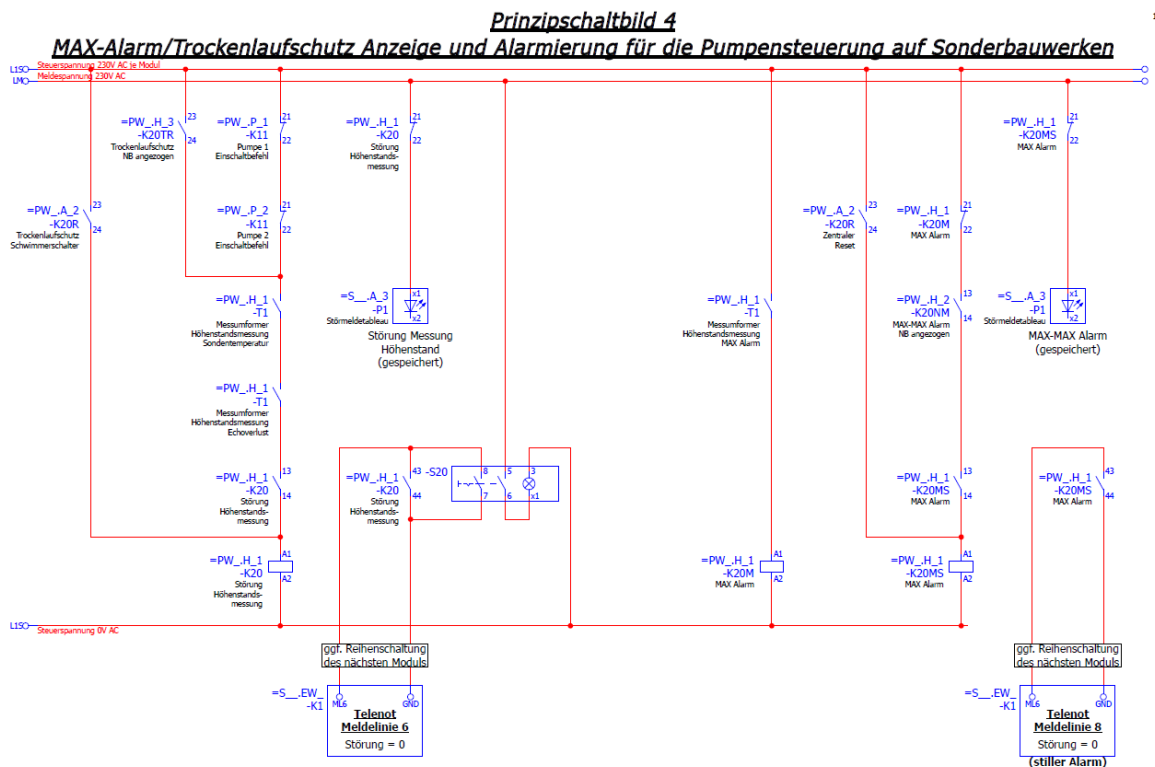 Prinzipschaltbild 4
MAX-Alarm/Trockenlaufschutz Anzeige und Alarmierung für die Pumpensteuerung auf Sonderbauwerken
1
L1S
Steuerspannung 230V AC je Modul
LM
Meldespannung 230V AC
=PW_.H_3
-K20TR
Trockenlaufschutz
NB angezogen
23
24
=PW_.P_1
-K11
Pumpe 1
Einschaltbefehl
21
22
=PW_.H_1
-K20
Störung
Höhenstands-
messung
21
22
=PW_.H_1
-K20MS
MAX Alarm
21
22
=PW_.A_2
-K20R
Trockenlaufschutz
Schwimmerschalter
23
24
=PW_.P_2
-K11
Pumpe 2
Einschaltbefehl
21
22
=PW_.A_2
-K20R
Zentraler
Reset
23
24
=PW_.H_1
-K20M
MAX Alarm
21
22
=PW_.H_1
-T1
Messumformer
Höhenstandsmessung
Sondentemperatur
=S__.A_3
-P1
Störmeldetableau
x1
x2
Störung Messung
Höhenstand
(gespeichert)
=PW_.H_1
-T1
Messumformer
Höhenstandsmessung
MAX Alarm
=PW_.H_2
-K20NM
MAX-MAX Alarm
NB angezogen
13
14
=S__.A_3
-P1
Störmeldetableau
x1
x2
MAX-MAX Alarm
(gespeichert)
=PW_.H_1
-T1
Messumformer
Höhenstandsmessung
Echoverlust
=PW_.H_1
-K20
Störung
Höhenstands-
messung
13
14
=PW_.H_1
-K20
Störung
Höhenstands-
messung
43
44
-S20
8
5
3
7
6
x1
=PW_.H_1
-K20MS
MAX Alarm
13
14
=PW_.H_1
-K20MS
MAX Alarm
43
44
=PW_.H_1
-K20
Störung
Höhenstands-
messung
A1
A2
=PW_.H_1
-K20M
MAX Alarm
A1
A2
=PW_.H_1
-K20MS
MAX Alarm
A1
A2
L1S
Steuerspannung 0V AC
ggf. Reihenschaltung
des nächsten Moduls
ggf. Reihenschaltung
des nächsten Moduls
=S__.EW_
-K1
ML6
GND
Telenot
Meldelinie 6
Störung = 0
=S__.EW_
-K1
ML6
GND
Telenot
Meldelinie 8
Störung = 0
(stiller Alarm)